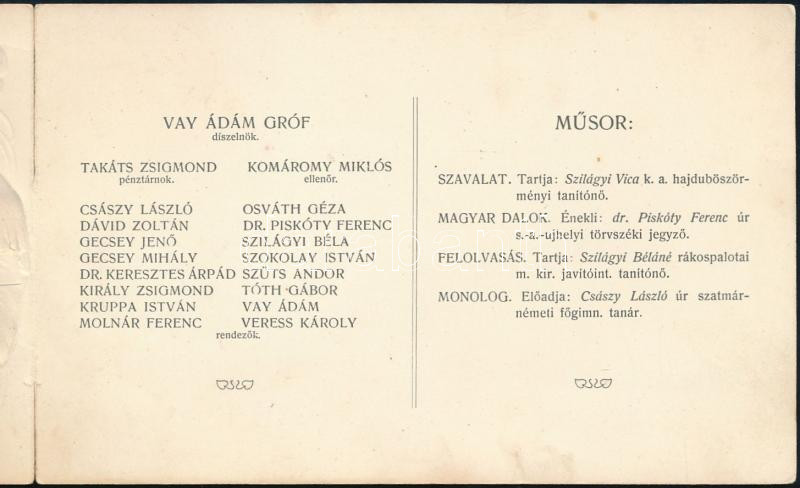 VAY ÁDÁM GRÓF
díszelnök.
TAKÁTS ZSIGMOND
pénztárnok.
KOMÁROMY MIKLÓS
ellenőr.
CSÁSZY LÁSZLÓ
DÁVID ZOLTÁN
GECSEY JENŐ
GECSEY MIHÁLY
DR. KERESZTES ÁRPÁD
KIRÁLY ZSIGMOND
KRUPPA ISTVÁN
MOLNÁR FERENC
OSVÁTH GÉZA
DR. PISKÓTY FERENC
SZILÁGYI BÉLA
SZOKOLAY ISTVÁN
SZŰTS ANDOR
TÓTH GÁBOR
VAY ÁDÁM
VERESS KÁROLY
rendezők.
MŰSOR:
SZAVALAT. Tartja: Szilágyi Vica k. a. hajduböször-
ményi tanítónő.
MAGYAR DALOK. Énekli: dr. Piskóty Ferenc úr
s.-a.-ujhelyi törvszéki jegyző.
FELOLVASÁS. Tartja: Szilágyi Béláné rákospalotai
m. kir. javítóint. tanítónő.
MONOLOG. Előadja: Császy László úr szatmár-
németi főgimn. tanár.